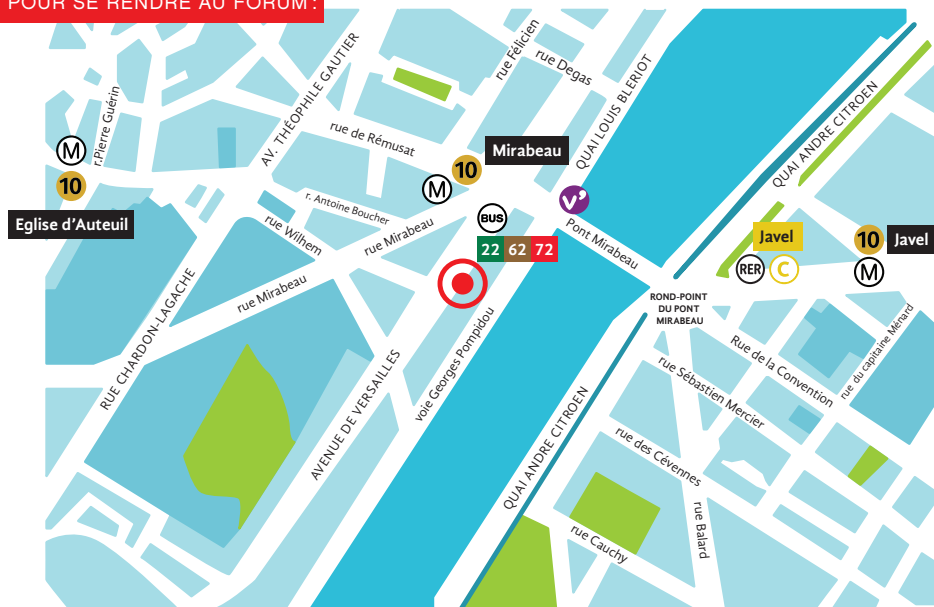 POUR SE RENDRE AU FORUM :
r.Pierre Guérin
AV. THÉOPHILE GAUTIER
rue Félicien
rue Degas
QUAI LOUIS BLERIOT
QUAI ANDRE CITROEN
rue de Rémusat
M
10
Eglise d'Auteuil
10
Mirabeau
M
r. Antoine Boucher
rue Wilhem
rue Mirabeau
rue Mirabeau
BUS
22 62 72
V'
Pont Mirabeau
Javel
RER C
10
Javel
M
ROND-POINT
DU PONT
MIRABEAU
RUE CHARDON-LAGACHE
AVENUE DE VERSAILLES
voie Georges Pompidou
QUAI ANDRE CITROEN
Rue de la Convention
rue du capitaine Ménard
rue Sébastien Mercier
rue des Cévennes
rue Balard
rue Cauchy